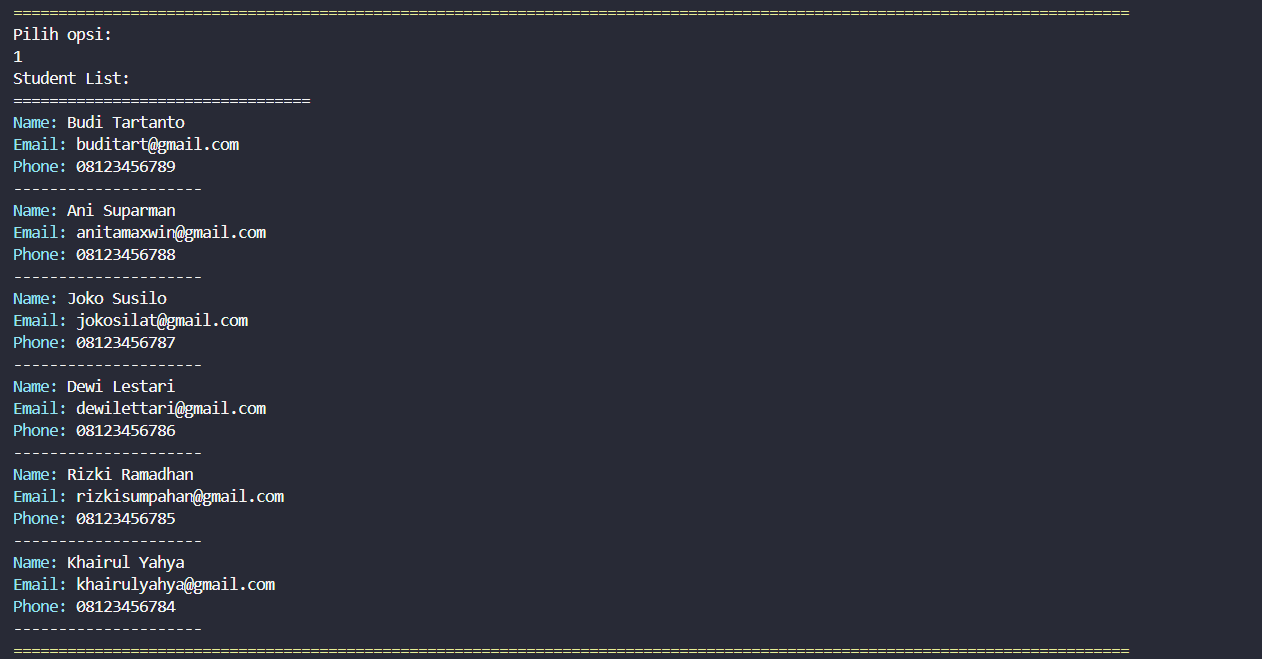 ============================================================================================================================
Pilih opsi:
1
Student List:
=================================
Name: Budi Tartanto
Email: buditart@gmail.com
Phone: 08123456789
---------------------
Name: Ani Suparman
Email: anitamaxwin@gmail.com
Phone: 08123456788
---------------------
Name: Joko Susilo
Email: jokosilat@gmail.com
Phone: 08123456787
---------------------
Name: Dewi Lestari
Email: dewilettari@gmail.com
Phone: 08123456786
---------------------
Name: Rizki Ramadhan
Email: rizkisumpahan@gmail.com
Phone: 08123456785
---------------------
Name: Khairul Yahya
Email: khairulyahya@gmail.com
Phone: 08123456784
---------------------
============================================================================================================================